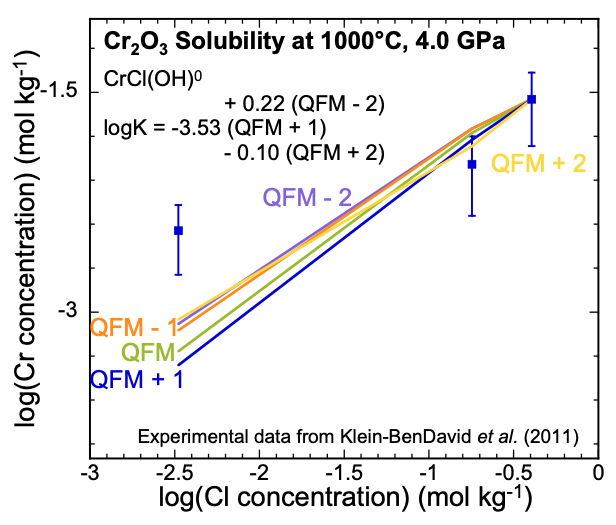 Cr₂O₃ Solubility at 1000°C, 4.0 GPa
CrCl(OH)⁰
+ 0.22 (QFM - 2)
logK = -3.53 (QFM + 1)
- 0.10 (QFM + 2)
QFM + 2
QFM - 2
QFM - 1
QFM
QFM + 1
Experimental data from Klein-BenDavid et al. (2011)
log(Cr concentration) (mol kg⁻¹)
-1.5
-3
-3 -2.5 -2 -1.5 -1 -0.5 0
log(Cl concentration) (mol kg⁻¹)